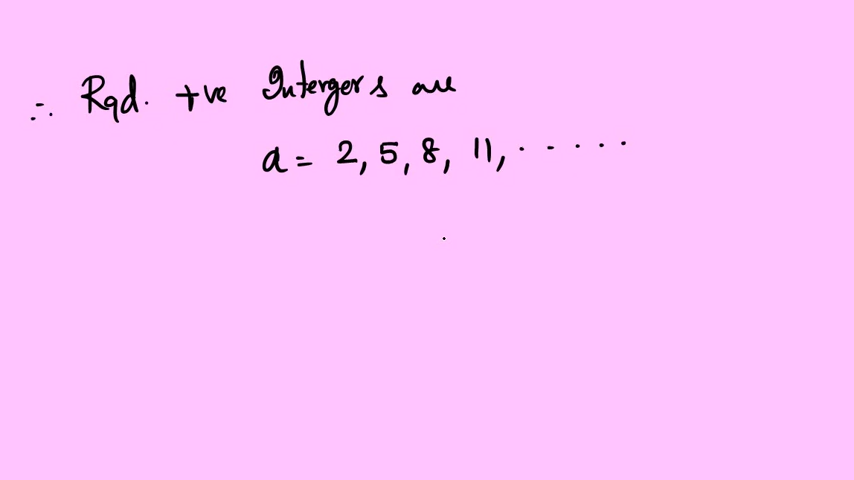 ∴ Rqd. +ve Intergers are
a = 2, 5, 8, 11, .....